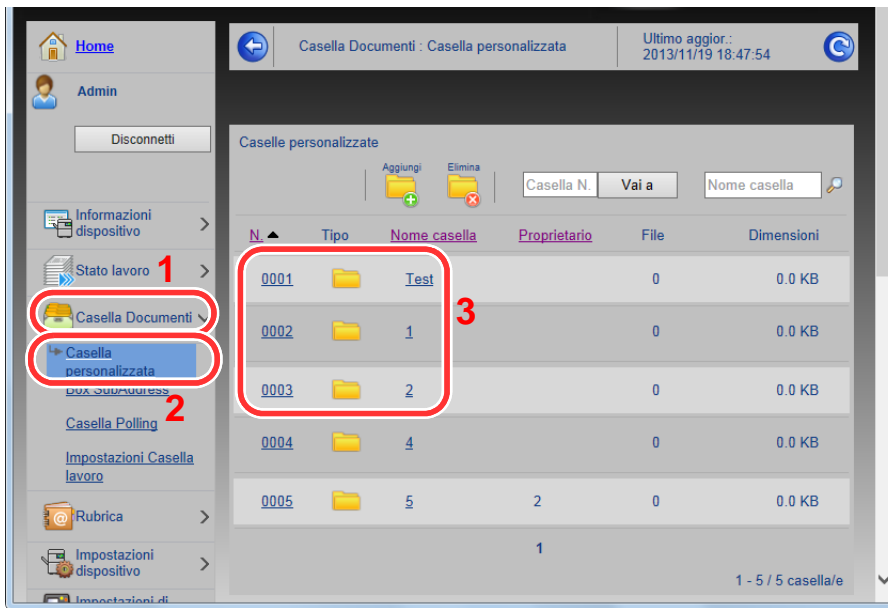 Home
Admin
Disconnetti
Informazioni
dispositivo
Stato lavoro
1
Casella Documenti
Casella
personalizzata
2
Box SubAddress
Casella Polling
Impostazioni Casella
lavoro
Rubrica
Impostazioni
dispositivo
Impostazioni di
Casella Documenti : Casella personalizzata
Ultimo aggior.:
2013/11/19 18:47:54
Caselle personalizzate
Aggiungi Elimina
Casella N. Vai a Nome casella
N. Tipo Nome casella Proprietario File Dimensioni
0001 Test 0 0.0 KB
3
0002 1 0 0.0 KB
0003 2 0 0.0 KB
0004 4 0 0.0 KB
0005 5 2 0 0.0 KB
1
1 - 5 / 5 casella/e